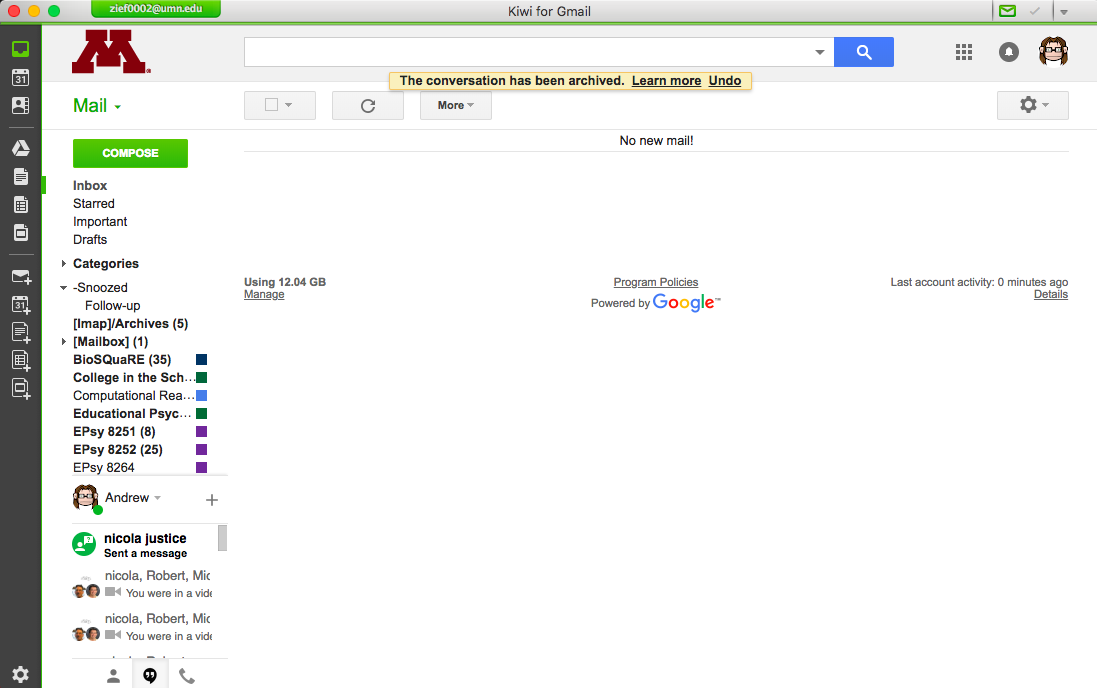 zief0002@umn.edu
Kiwi for Gmail
31
M
The conversation has been archived. Learn more Undo
Mail
More
COMPOSE
No new mail!
Inbox
Starred
Important
Drafts
Categories
-Snoozed
Follow-up
[Imap]/Archives (5)
[Mailbox] (1)
BioSQuaRE (35)
College in the Sch...
Computational Rea...
Educational Psyc...
EPsy 8251 (8)
EPsy 8252 (25)
EPsy 8264
Using 12.04 GB
Manage
Program Policies
Powered by Google™
Last account activity: 0 minutes ago
Details
31
Andrew
nicola justice
Sent a message
nicola, Robert, Mic
You were in a vide
nicola, Robert, Mic
You were in a vide